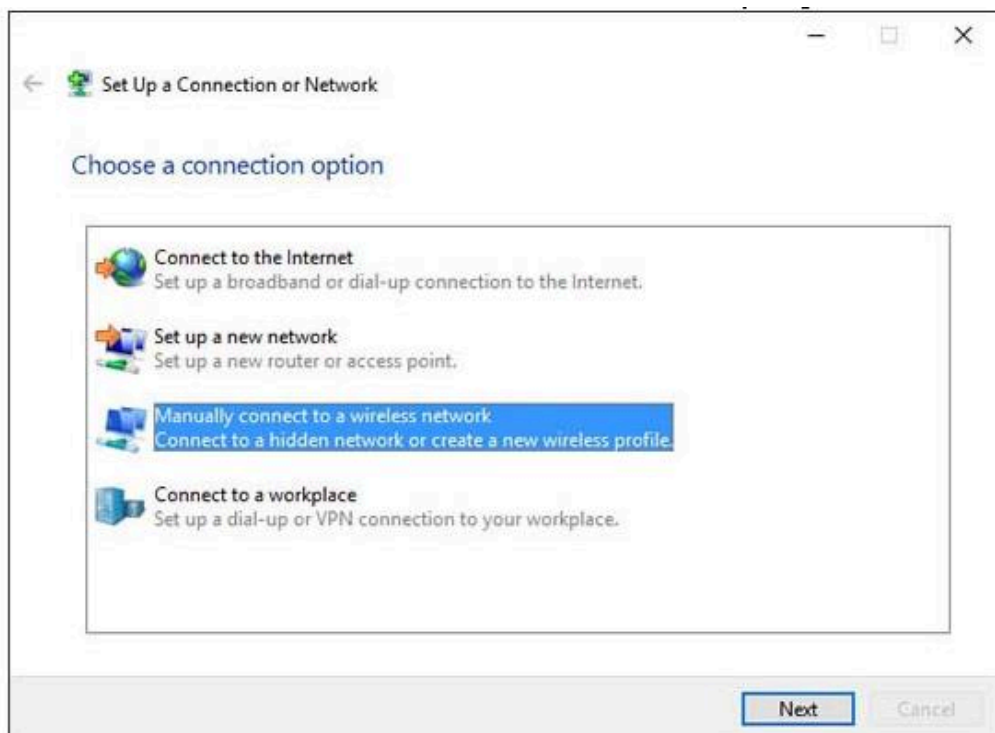 Set Up a Connection or Network
Choose a connection option
Connect to the Internet
Set up a broadband or dial-up connection to the Internet.
Set up a new network
Set up a new router or access point.
Manually connect to a wireless network
Connect to a hidden network or create a new wireless profile.
Connect to a workplace
Set up a dial-up or VPN connection to your workplace.
Next
Cancel